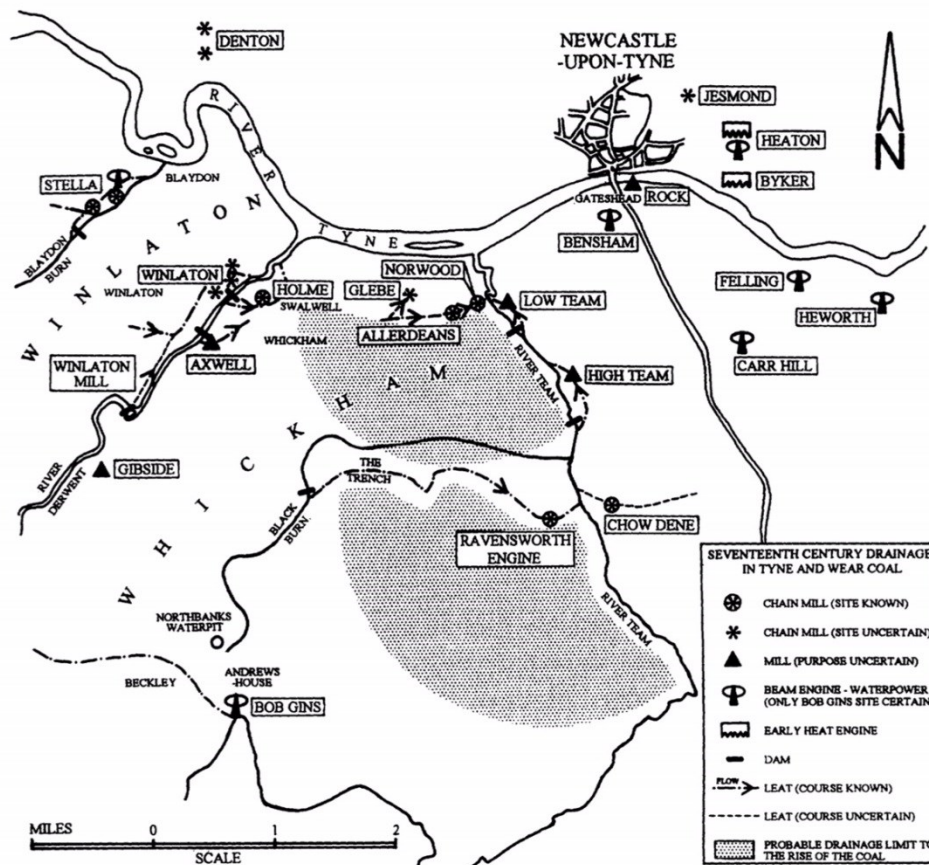 DENTON
NEWCASTLE
-UPON-TYNE
JESMOND
HEATON
BYKER
RIVER
TYNE
STELLA
BLAYDON
BLAYDON
BURN
GATESHEAD
ROCK
BENSHAM
N
WINLATON
WINLATON
WINLATON
HOLME
SWALWELL
GLEBE
NORWOOD
LOW TEAM
FELLING
HEWORTH
ALLERDEANS
WHICKHAM
AXWELL
WINLATON
MILL
RIVER TEAM
HIGH TEAM
CARR HILL
WHICKHAM
RIVER
DERWENT
GIBSIDE
THE
TRENCH
BLACK
BURN
RAVENSWORTH
ENGINE
CHOW DENE
RIVER TEAM
NORTHBANKS
WATERPIT
BECKLEY
ANDREWS
-HOUSE
BOB GINS
SEVENTEENTH CENTURY DRAINAGE
IN TYNE AND WEAR COAL
CHAIN MILL (SITE KNOWN)
CHAIN MILL (SITE UNCERTAIN)
MILL (PURPOSE UNCERTAIN)
BEAM ENGINE - WATERPOWER
(ONLY BOB GINS SITE CERTAIN
EARLY HEAT ENGINE
DAM
FLOW
LEAT (COURSE KNOWN)
LEAT (COURSE UNCERTAIN)
PROBABLE DRAINAGE LIMIT TO
THE RISE OF THE COAL
MILES 0 1 2
SCALE